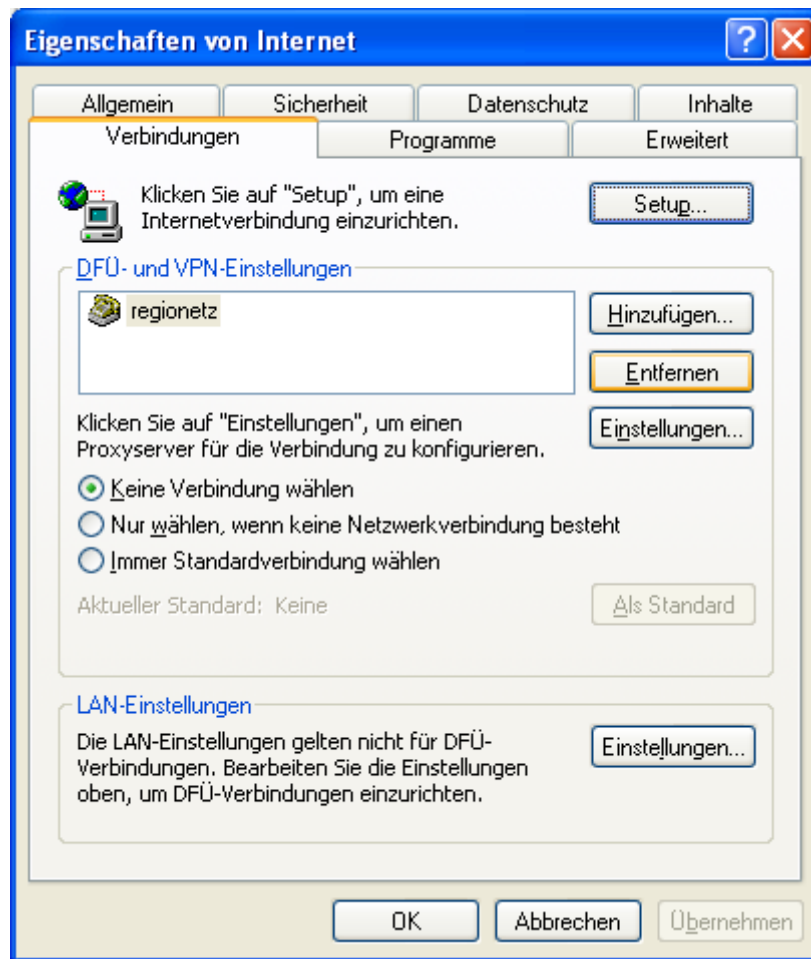 Eigenschaften von Internet
Allgemein
Sicherheit
Datenschutz
Inhalte
Verbindungen
Programme
Erweitert
Klicken Sie auf "Setup", um eine
Internetverbindung einzurichten.
Setup...
DFÜ- und VPN-Einstellungen
regionetz
Hinzufügen...
Entfernen
Klicken Sie auf "Einstellungen", um einen
Proxyserver für die Verbindung zu konfigurieren.
Einstellungen...
Keine Verbindung wählen
Nur wählen, wenn keine Netzwerkverbindung besteht
Immer Standardverbindung wählen
Aktueller Standard: Keine
Als Standard
LAN-Einstellungen
Die LAN-Einstellungen gelten nicht für DFÜ-
Verbindungen. Bearbeiten Sie die Einstellungen
oben, um DFÜ-Verbindungen einzurichten.
Einstellungen...
OK
Abbrechen
Übernehmen